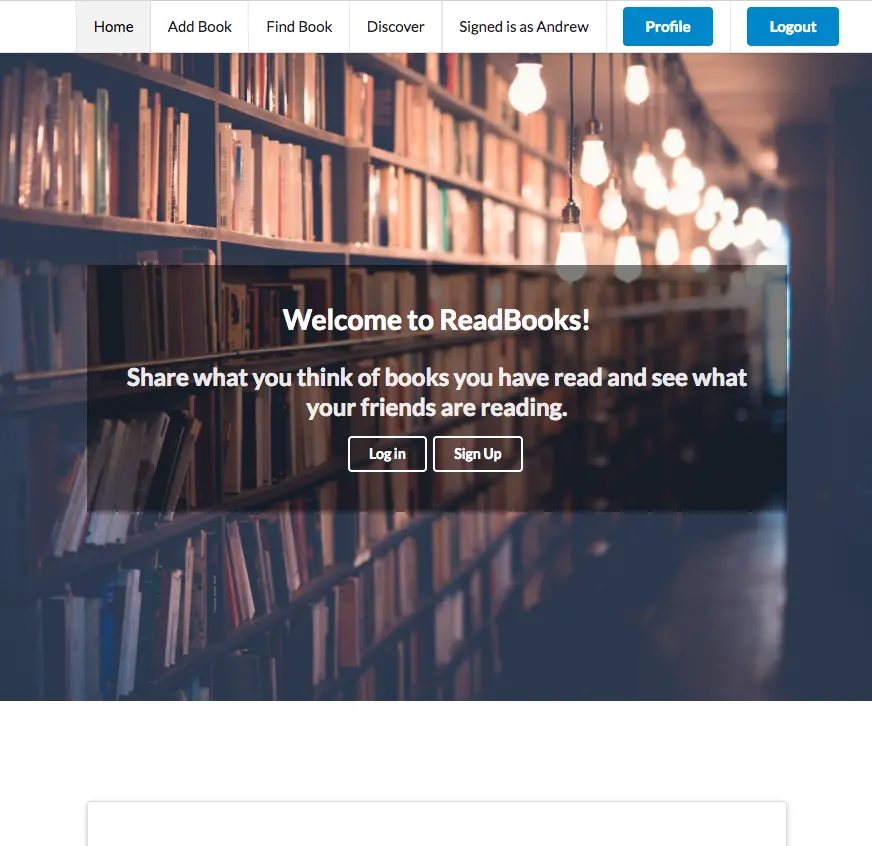 Home Add Book Find Book Discover Signed is as Andrew Profile Logout
Welcome to ReadBooks!
Share what you think of books you have read and see what
your friends are reading.
Log in Sign Up